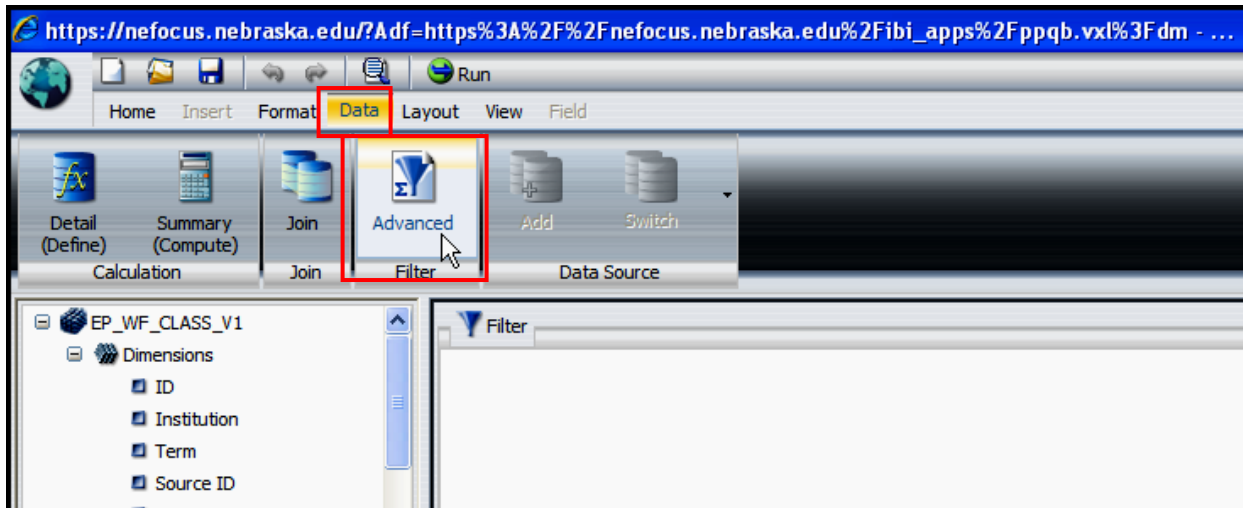 https://nefocus.nebraska.edu/?Adf=https%3A%2F%2Fnefocus.nebraska.edu%2Fibi_apps%2Fppqb.vxl%3Fdm - ...
Run
Home Insert Format Data Layout View Field
fx Σ
Detail (Define) Summary (Compute) Join Advanced Add Switch
Calculation Join Filter Data Source
EP_WF_CLASS_V1 Filter
Dimensions
ID
Institution
Term
Source ID